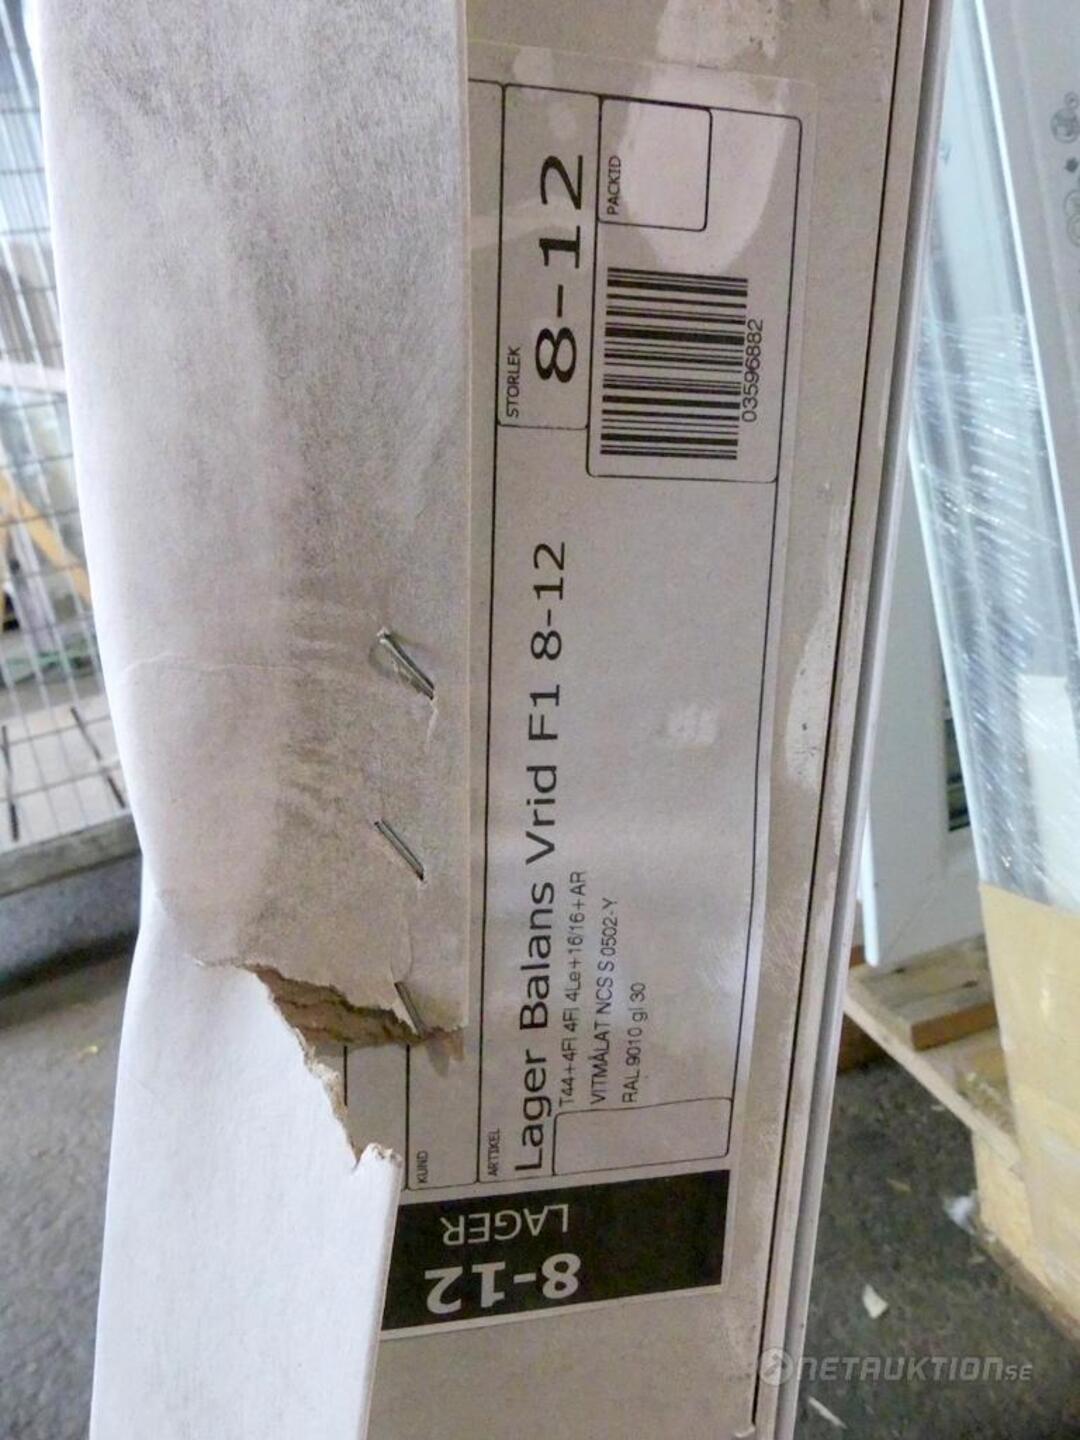 STORLEK
8-12
PACKID
03596882
KUND
ARTIKEL
Lager Balans Vrid F1 8-12
T44+4Fl 4Fl 4Le+16/16+AR
VITMÅLAT NCS S 0502-Y
RAL 9010 gl 30
8-12
LAGER
NETAUKTION.SE